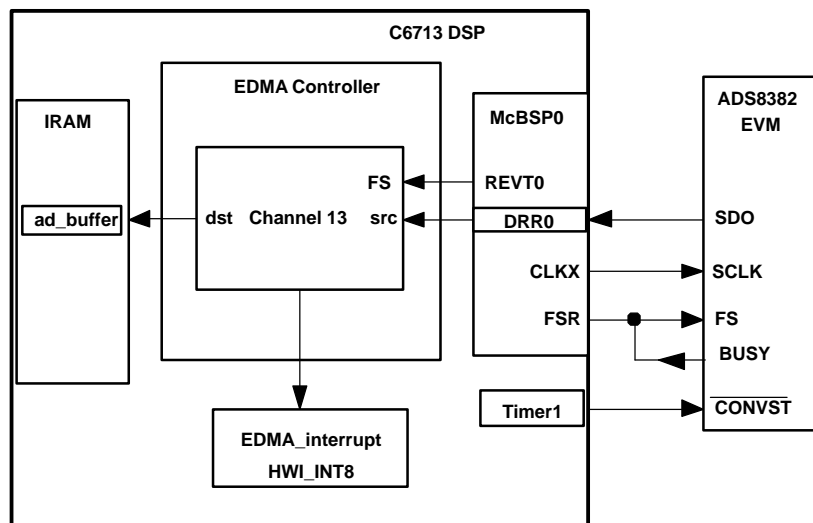 C6713 DSP
EDMA Controller
IRAM
McBSP0
ADS8382
EVM
FS
REVT0
ad_buffer
dst
Channel 13
src
DRR0
SDO
CLKX
SCLK
FSR
FS
BUSY
Timer1
CONVST
EDMA_interrupt
HWI_INT8